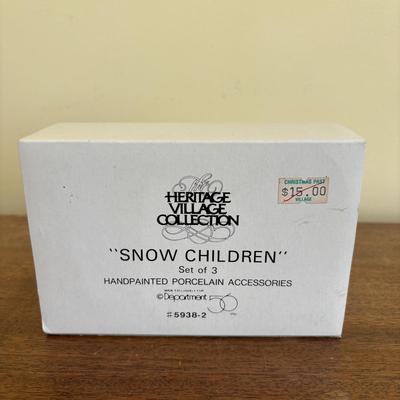 The
HERITAGE
VILLAGE
COLLECTION
CHRISTMAS PAST
$15.00
VILLAGE
"SNOW CHILDREN"
Set of 3
HANDPAINTED PORCELAIN ACCESSORIES
© Department 56
#5938-2